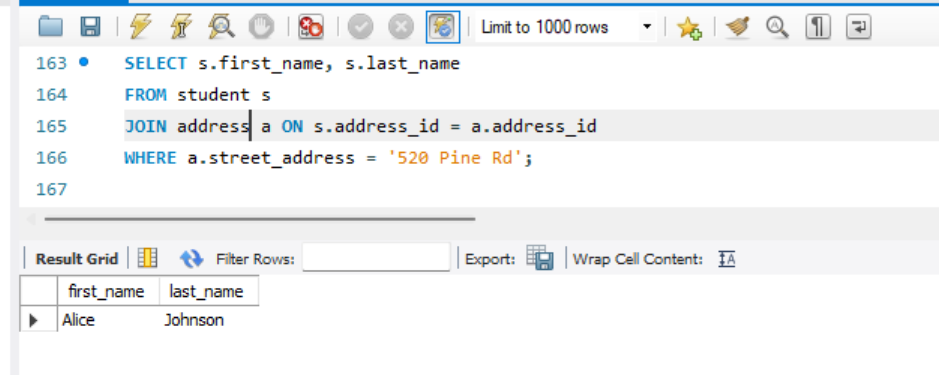 Limit to 1000 rows
163 SELECT s.first_name, s.last_name
164 FROM student s
165 JOIN address a ON s.address_id = a.address_id
166 WHERE a.street_address = '520 Pine Rd';
167
Result Grid Filter Rows: Export: Wrap Cell Content: IA
first_name last_name
Alice Johnson